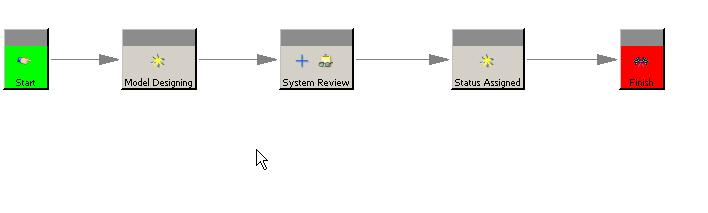 Start
Model Designing
System Review
Status Assigned
Finish